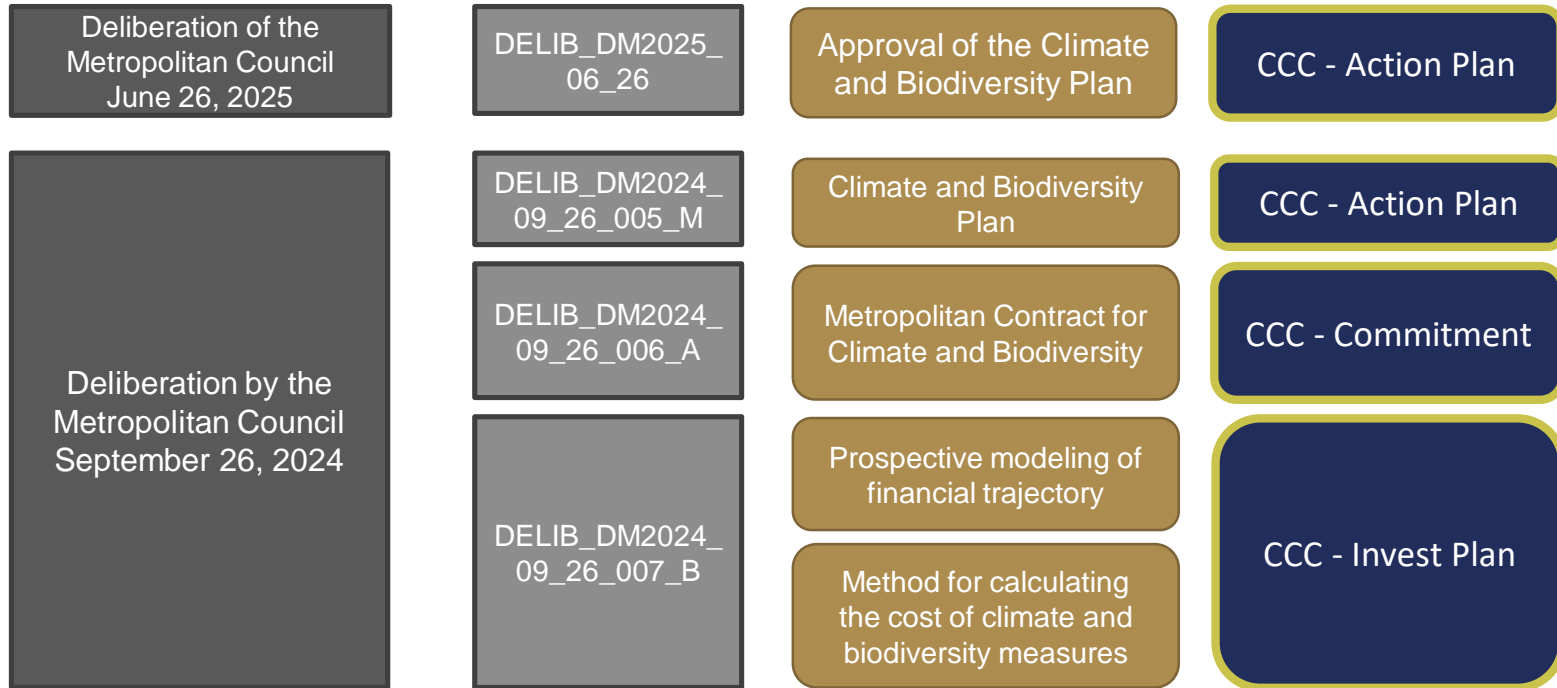 Deliberation of the
Metropolitan Council
June 26, 2025
DELIB_DM2025_
06_26
Approval of the Climate
and Biodiversity Plan
CCC - Action Plan
Deliberation by the
Metropolitan Council
September 26, 2024
DELIB_DM2024_
09_26_005_M
Climate and Biodiversity
Plan
CCC - Action Plan
DELIB_DM2024_
09_26_006_A
Metropolitan Contract for
Climate and Biodiversity
CCC - Commitment
DELIB_DM2024_
09_26_007_B
Prospective modeling of
financial trajectory
Method for calculating
the cost of climate and
biodiversity measures
CCC - Invest Plan